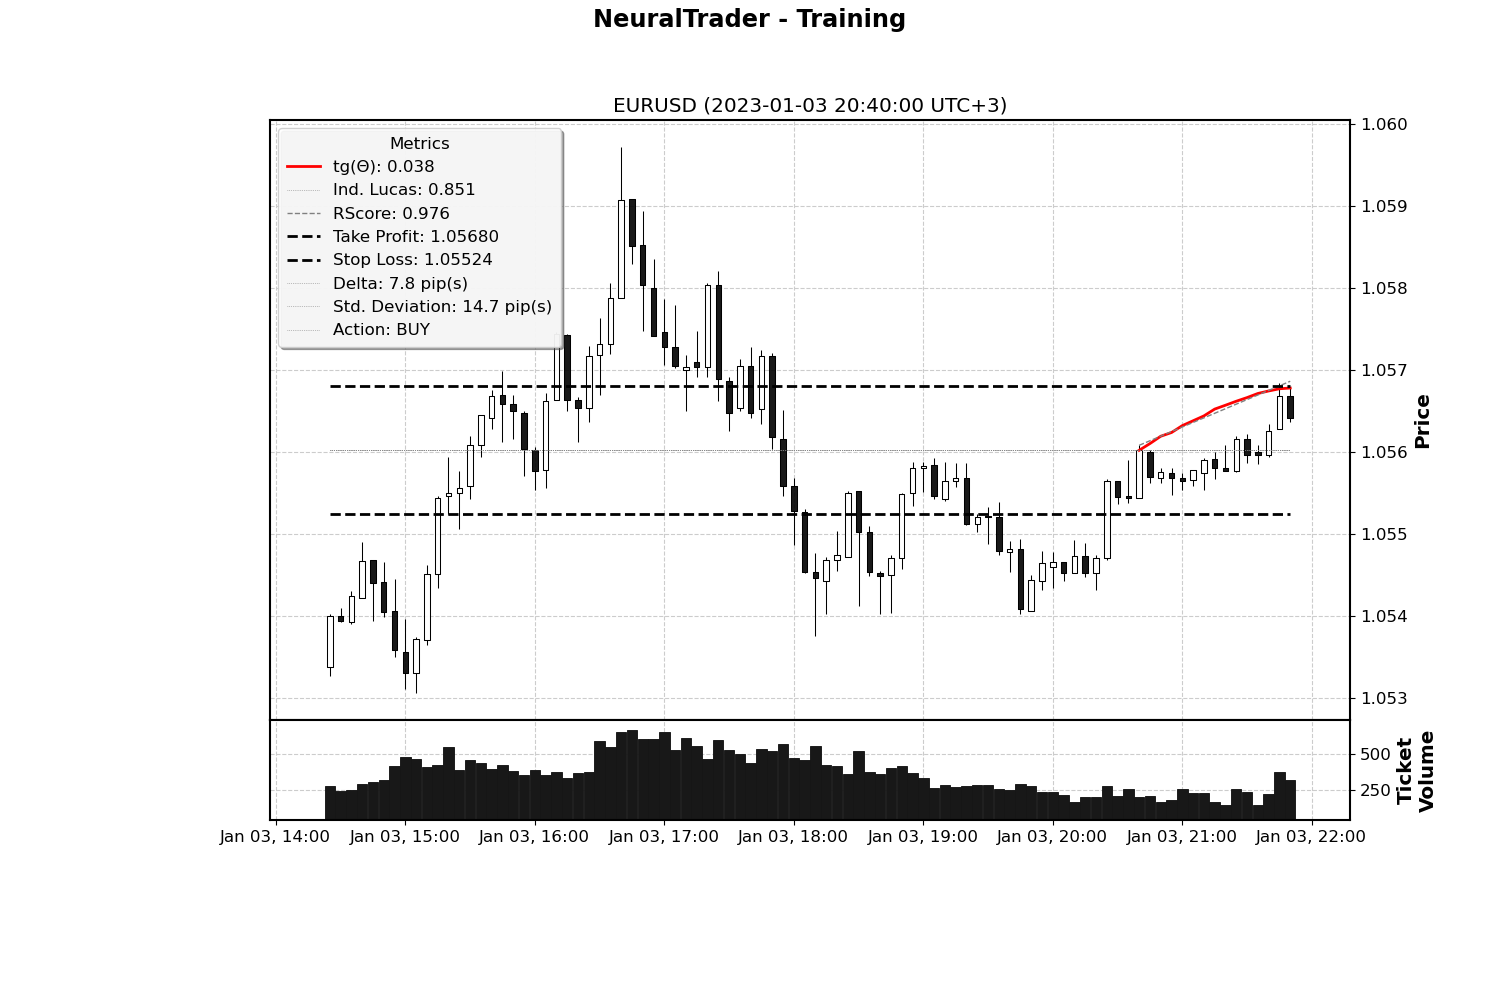 NeuralTrader - Training
EURUSD (2023-01-03 20:40:00 UTC+3)
Metrics
tg(Θ): 0.038
Ind. Lucas: 0.851
RScore: 0.976
Take Profit: 1.05680
Stop Loss: 1.05524
Delta: 7.8 pip(s)
Std. Deviation: 14.7 pip(s)
Action: BUY
1.060
1.059
1.058
1.057
1.056
1.055
1.054
1.053
Price
500
250
Ticket
Volume
Jan 03, 14:00 Jan 03, 15:00 Jan 03, 16:00 Jan 03, 17:00 Jan 03, 18:00 Jan 03, 19:00 Jan 03, 20:00 Jan 03, 21:00 Jan 03, 22:00